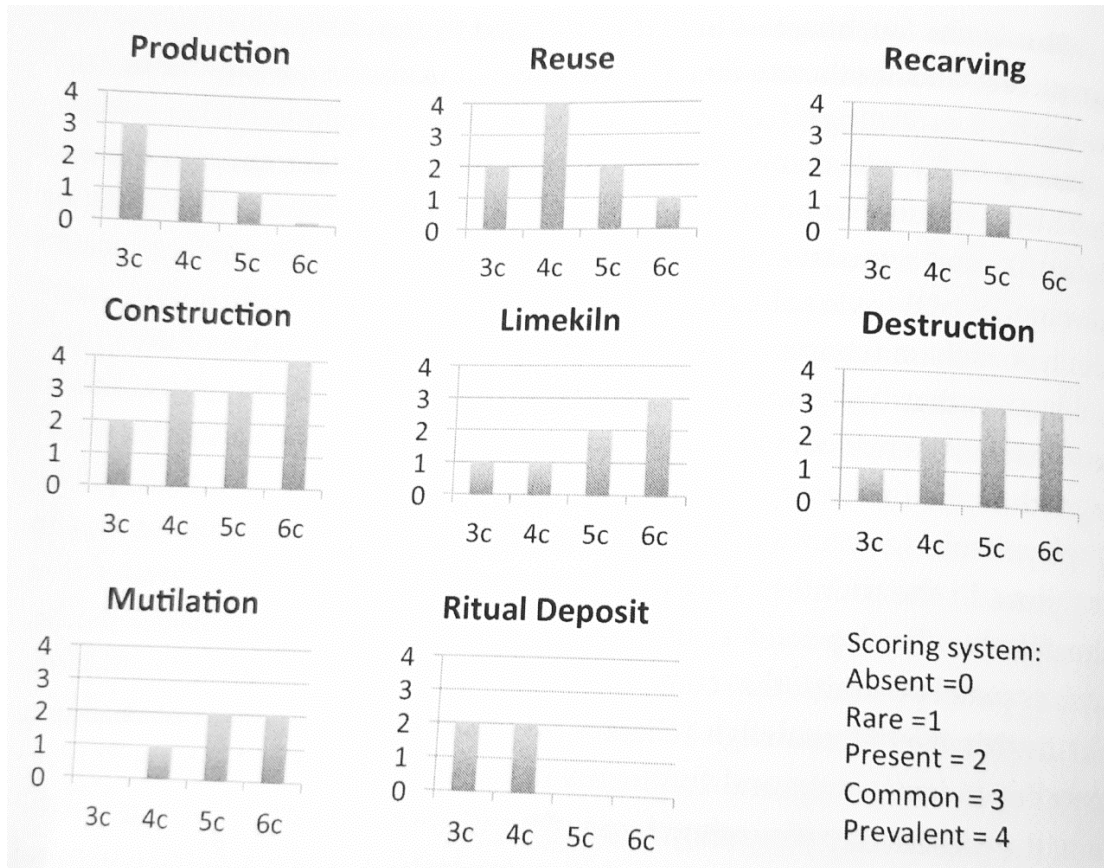 Production
4
3
2
1
0
3c 4c 5c 6c
Reuse
4
3
2
1
0
3c 4c 5c 6c
Recarving
4
3
2
1
0
3c 4c 5c 6c
Construction
4
3
2
1
0
3c 4c 5c 6c
Limekiln
4
3
2
1
0
3c 4c 5c 6c
Destruction
4
3
2
1
0
3c 4c 5c 6c
Mutilation
4
3
2
1
0
3c 4c 5c 6c
Ritual Deposit
4
3
2
1
0
3c 4c 5c 6c
Scoring system:
Absent =0
Rare =1
Present = 2
Common = 3
Prevalent = 4